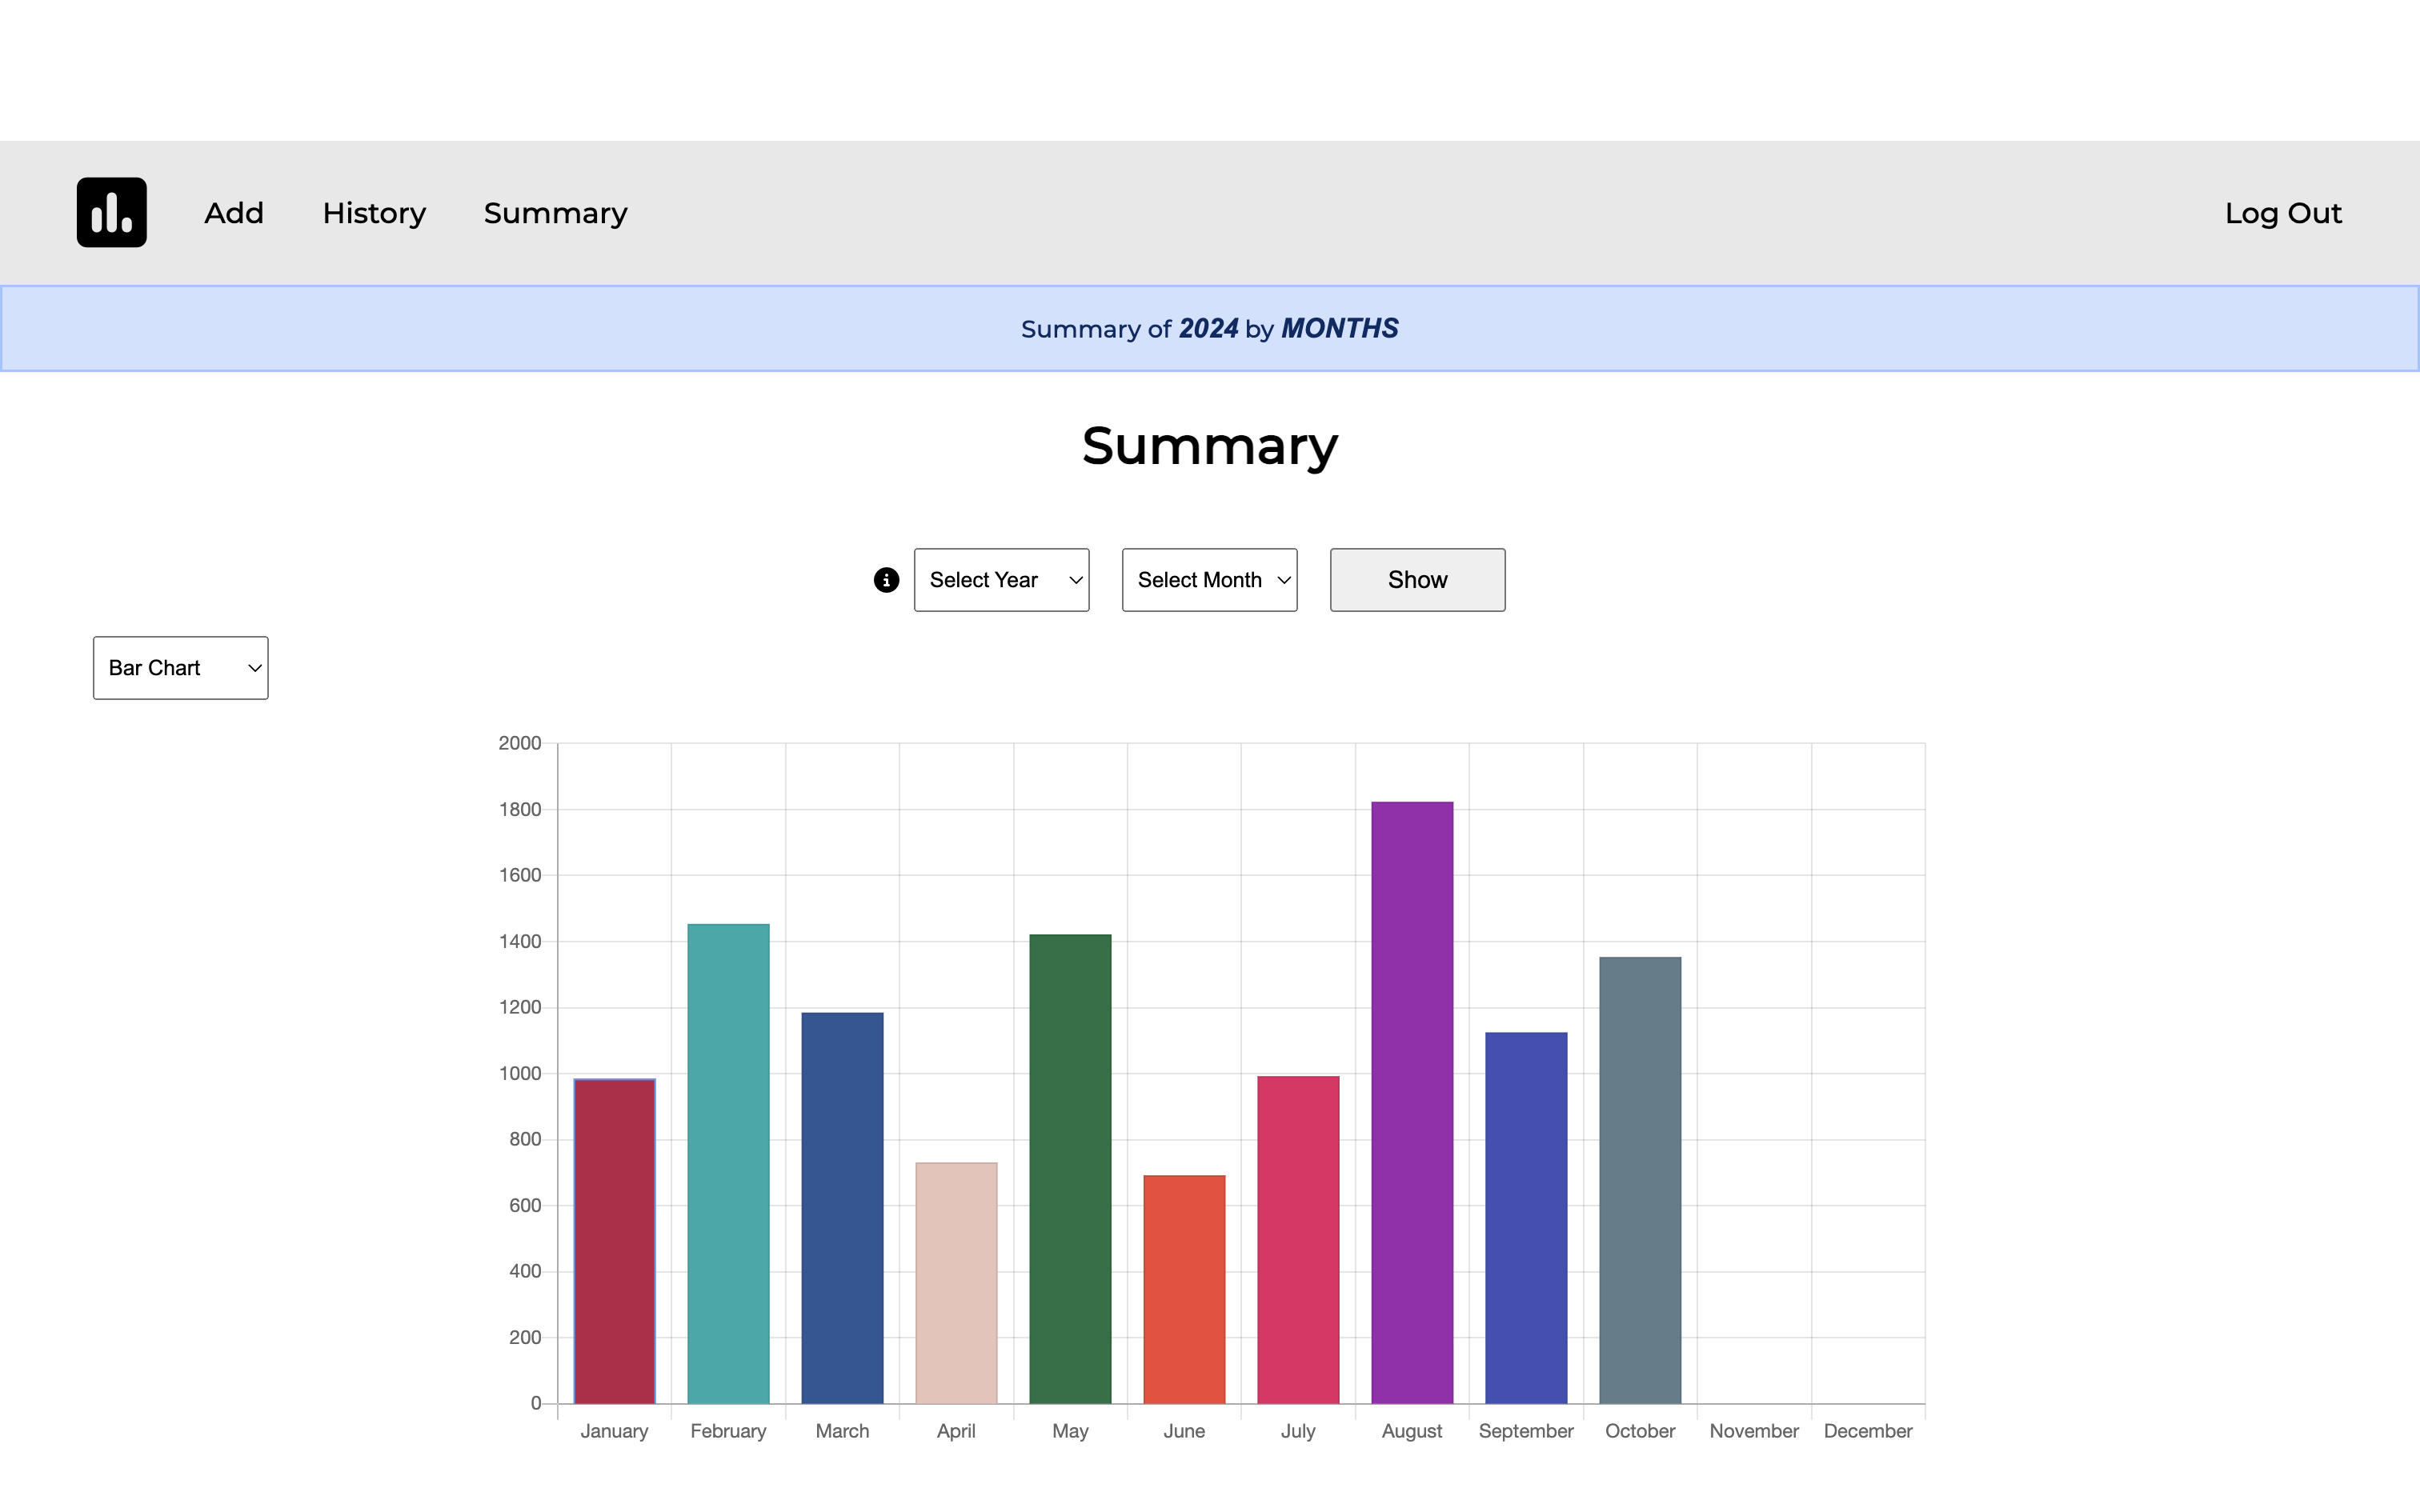 Add History Summary Log Out
Summary of 2024 by MONTHS
Summary
Select Year Select Month Show
Bar Chart
2000
1800
1600
1400
1200
1000
800
600
400
200
0
January February March April May June July August September October November December